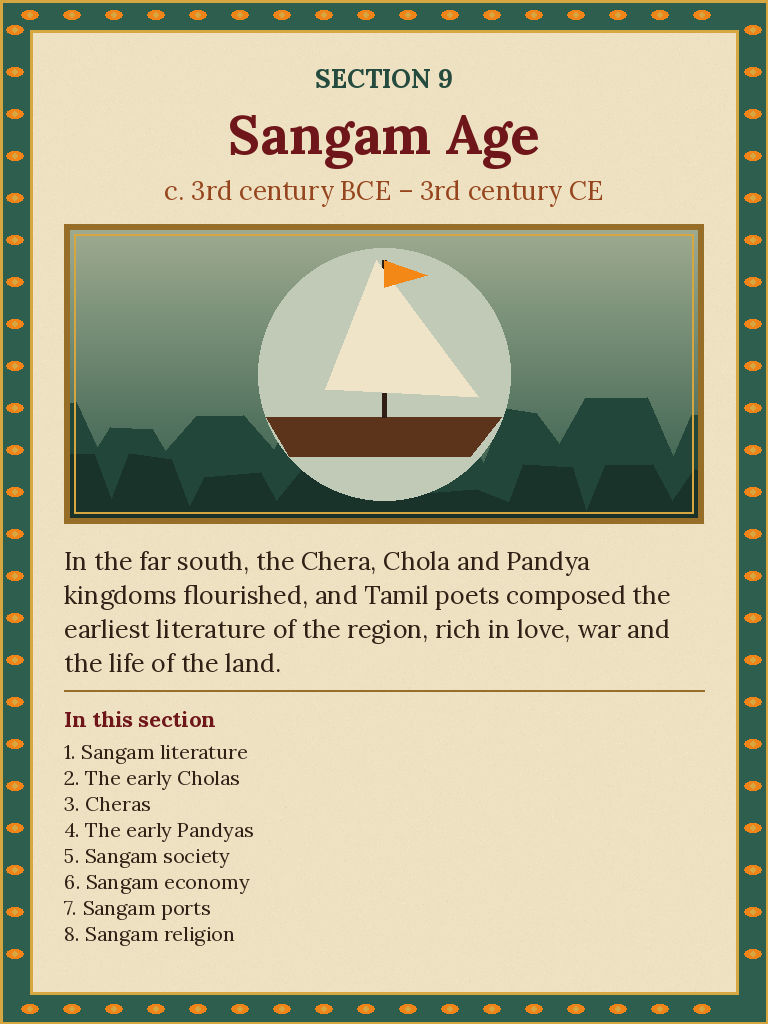 SECTION 9
Sangam Age
c. 3rd century BCE – 3rd century CE
In the far south, the Chera, Chola and Pandya
kingdoms flourished, and Tamil poets composed the
earliest literature of the region, rich in love, war and
the life of the land.
In this section
1. Sangam literature
2. The early Cholas
3. Cheras
4. The early Pandyas
5. Sangam society
6. Sangam economy
7. Sangam ports
8. Sangam religion